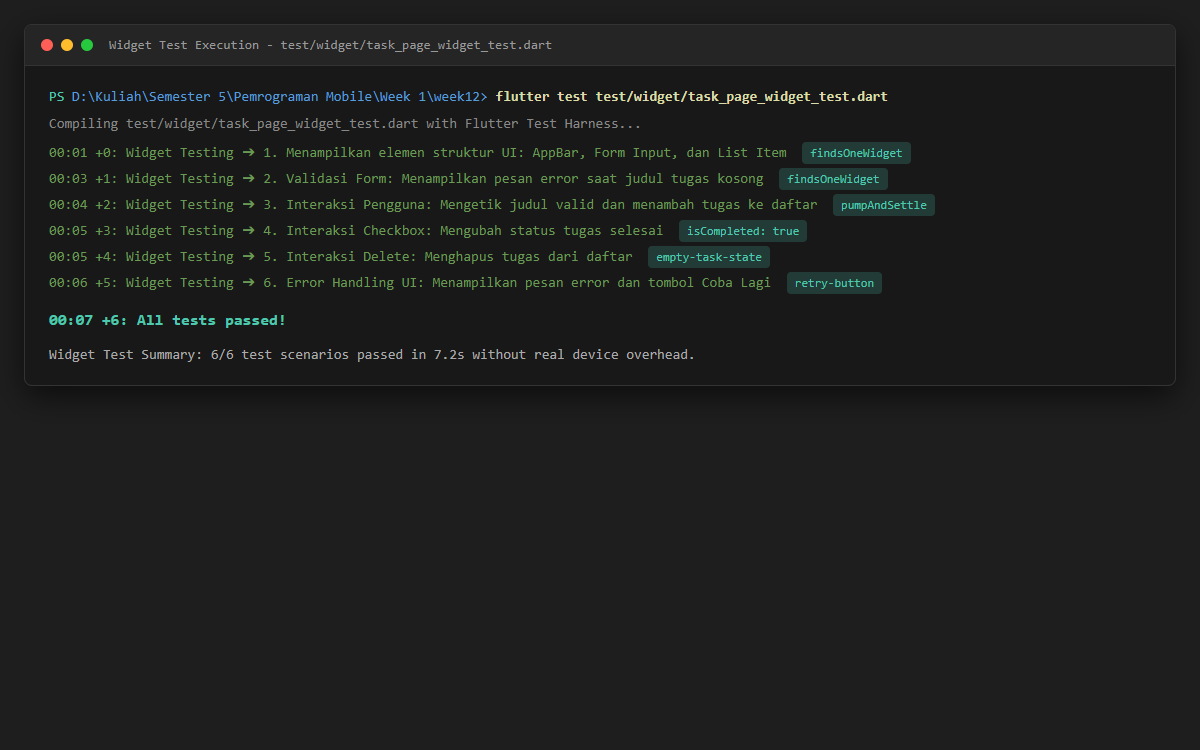 Widget Test Execution - test/widget/task_page_widget_test.dart
PS D:\Kuliah\Semester 5\Pemrograman Mobile\Week 1\week12> flutter test test/widget/task_page_widget_test.dart
Compiling test/widget/task_page_widget_test.dart with Flutter Test Harness...
00:01 +0: Widget Testing ➔ 1. Menampilkan elemen struktur UI: AppBar, Form Input, dan List Item findsOneWidget
00:03 +1: Widget Testing ➔ 2. Validasi Form: Menampilkan pesan error saat judul tugas kosong findsOneWidget
00:04 +2: Widget Testing ➔ 3. Interaksi Pengguna: Mengetik judul valid dan menambah tugas ke daftar pumpAndSettle
00:05 +3: Widget Testing ➔ 4. Interaksi Checkbox: Mengubah status tugas selesai isCompleted: true
00:05 +4: Widget Testing ➔ 5. Interaksi Delete: Menghapus tugas dari daftar empty-task-state
00:06 +5: Widget Testing ➔ 6. Error Handling UI: Menampilkan pesan error dan tombol Coba Lagi retry-button
00:07 +6: All tests passed!
Widget Test Summary: 6/6 test scenarios passed in 7.2s without real device overhead.